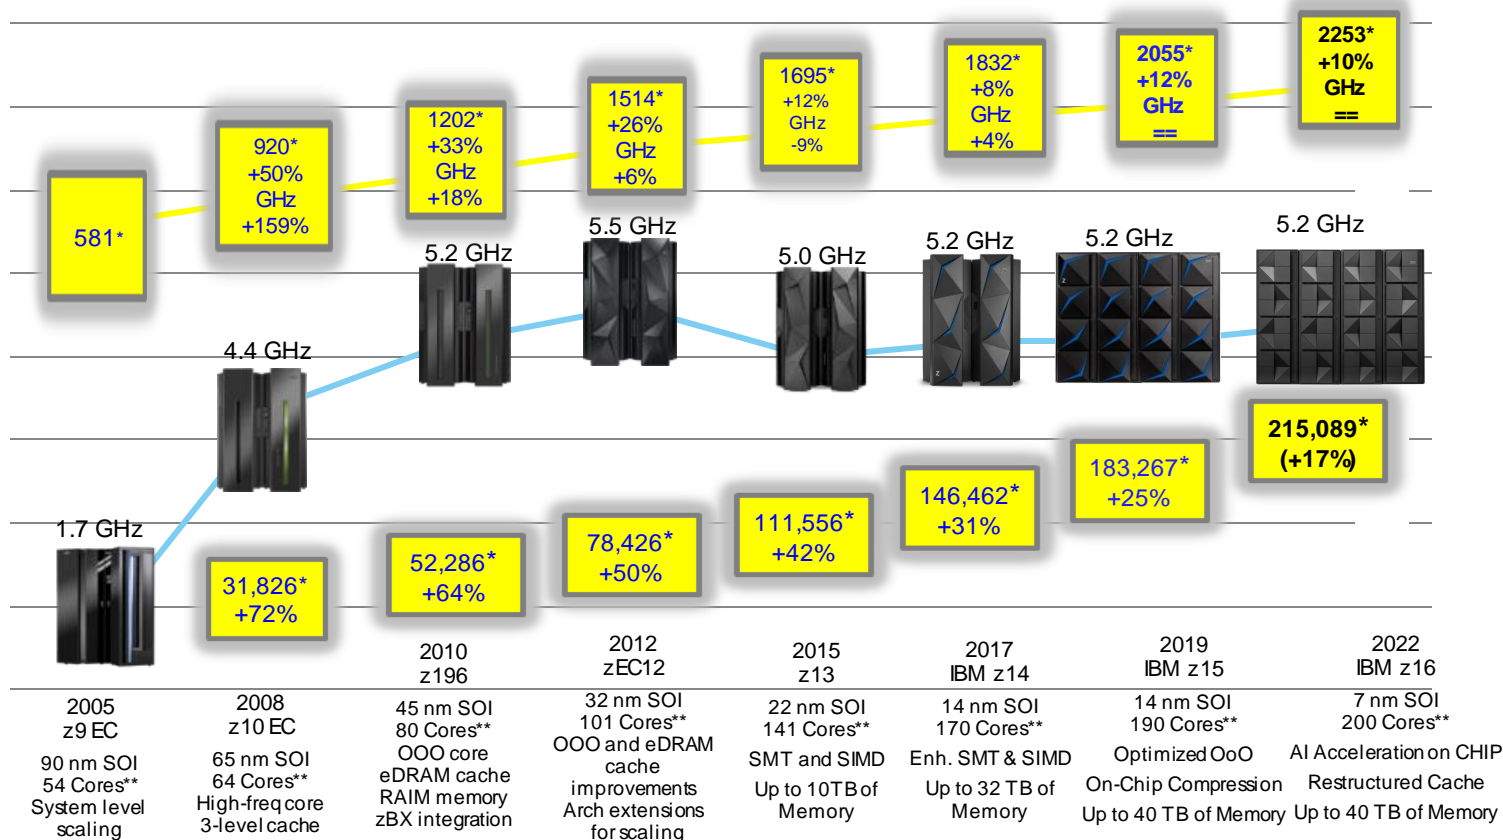 581*
920*
+50%
GHz
+159%
1202*
+33%
GHz
+18%
1514*
+26%
GHz
+6%
1695*
+12%
GHz
-9%
1832*
+8%
GHz
+4%
2055*
+12%
GHz
==
2253*
+10%
GHz
==
1.7 GHz
4.4 GHz
5.2 GHz
5.5 GHz
5.0 GHz
5.2 GHz
5.2 GHz
5.2 GHz
31,826*
+72%
52,286*
+64%
78,426*
+50%
111,556*
+42%
146,462*
+31%
183,267*
+25%
215,089*
(+17%)
2005
z9 EC
90 nm SOI
54 Cores**
System level
scaling
2008
z10 EC
65 nm SOI
64 Cores**
High-freq core
3-level cache
2010
z196
45 nm SOI
80 Cores**
OOO core
eDRAM cache
RAIM memory
zBX integration
2012
zEC12
32 nm SOI
101 Cores**
OOO and eDRAM
cache
improvements
Arch extensions
for scaling
2015
z13
22 nm SOI
141 Cores**
SMT and SIMD
Up to 10TB of
Memory
2017
IBM z14
14 nm SOI
170 Cores**
Enh. SMT & SIMD
Up to 32 TB of
Memory
2019
IBM z15
14 nm SOI
190 Cores**
Optimized OoO
On-Chip Compression
Up to 40 TB of Memory
2022
IBM z16
7 nm SOI
200 Cores**
AI Acceleration on CHIP
Restructured Cache
Up to 40 TB of Memory